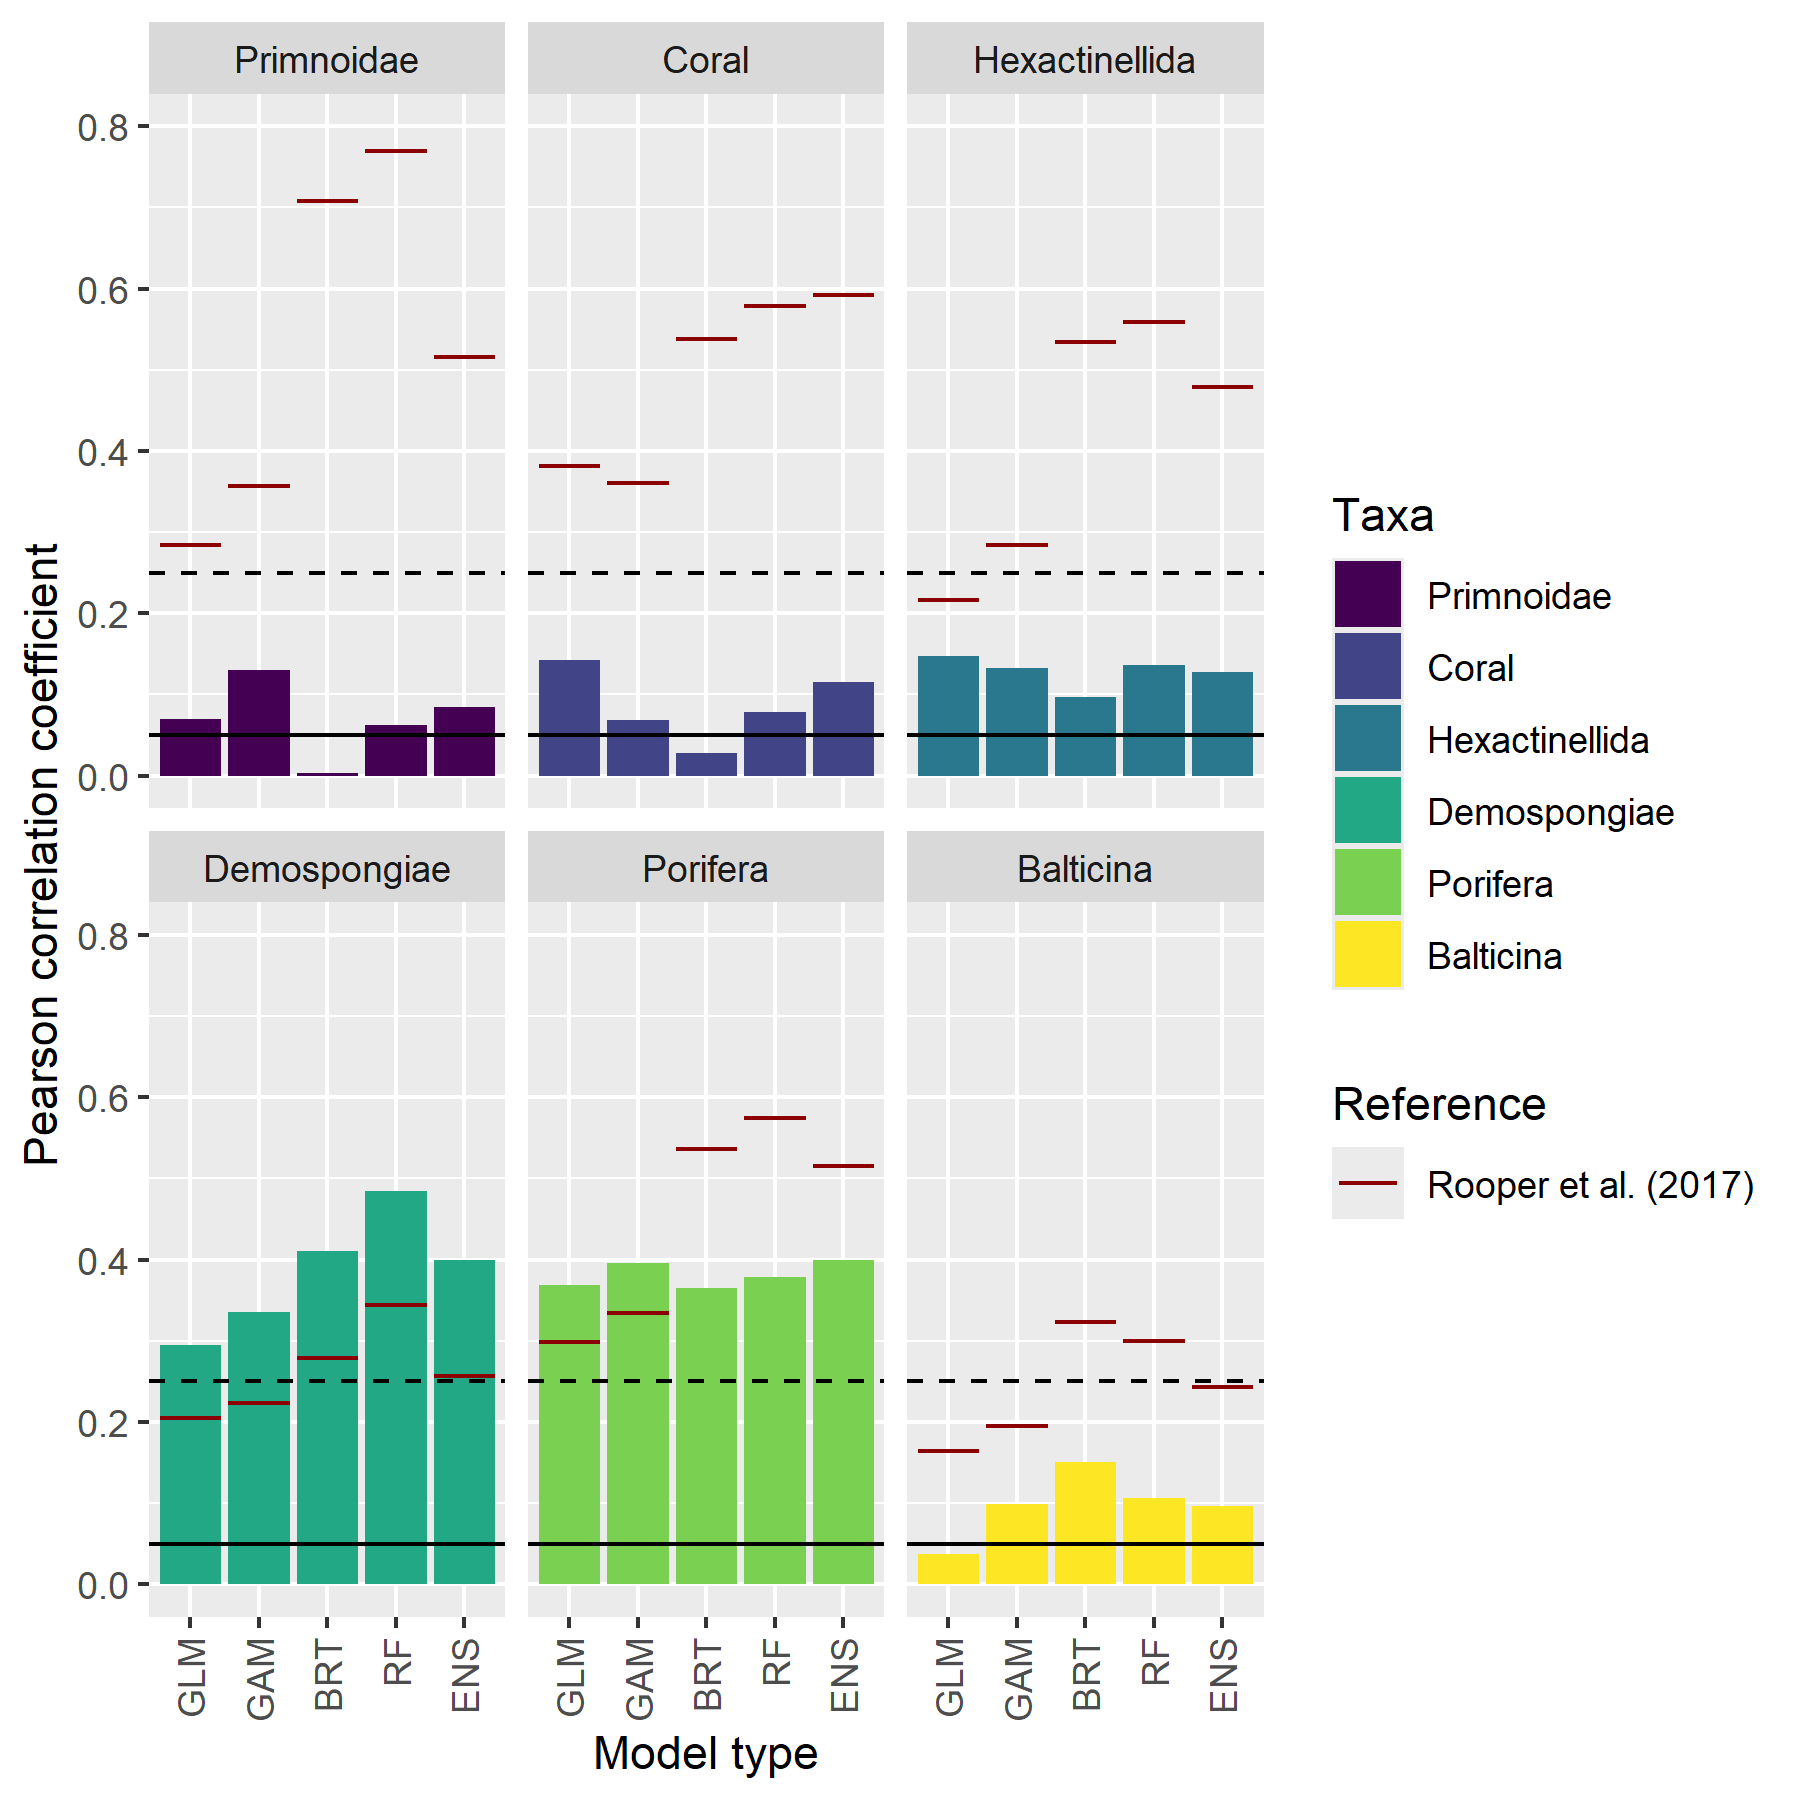 Primnoidae
Coral
Hexactinellida
0.8
0.6
0.4
0.2
0.0
Demospongiae
Porifera
Balticina
0.8
0.6
0.4
0.2
0.0
GLM
GAM
BRT
RF
ENS
GLM
GAM
BRT
RF
ENS
GLM
GAM
BRT
RF
ENS
Model type
Pearson correlation coefficient
Taxa
Primnoidae
Coral
Hexactinellida
Demospongiae
Porifera
Balticina
Reference
Rooper et al. (2017)